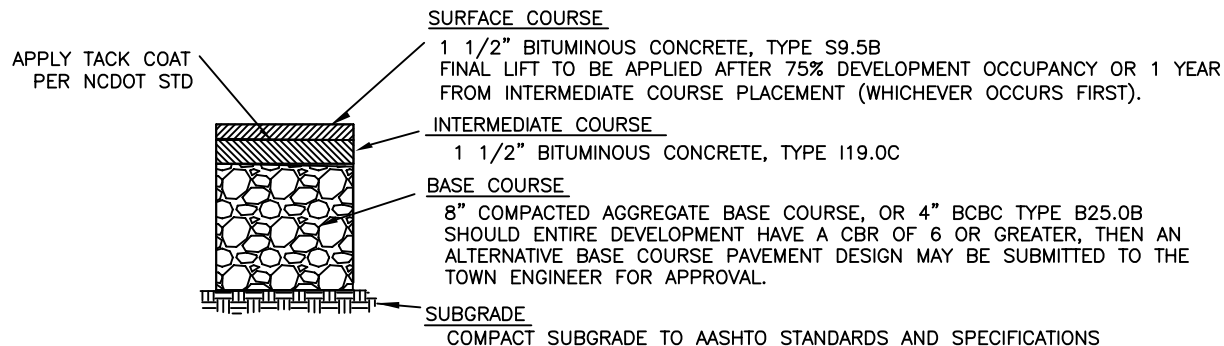 SURFACE COURSE
1 1/2" BITUMINOUS CONCRETE, TYPE S9.5B
FINAL LIFT TO BE APPLIED AFTER 75% DEVELOPMENT OCCUPANCY OR 1 YEAR
FROM INTERMEDIATE COURSE PLACEMENT (WHICHEVER OCCURS FIRST).
APPLY TACK COAT
PER NCDOT STD
INTERMEDIATE COURSE
1 1/2" BITUMINOUS CONCRETE, TYPE I19.0C
BASE COURSE
8" COMPACTED AGGREGATE BASE COURSE, OR 4" BCBC TYPE B25.0B
SHOULD ENTIRE DEVELOPMENT HAVE A CBR OF 6 OR GREATER, THEN AN
ALTERNATIVE BASE COURSE PAVEMENT DESIGN MAY BE SUBMITTED TO THE
TOWN ENGINEER FOR APPROVAL.
SUBGRADE
COMPACT SUBGRADE TO AASHTO STANDARDS AND SPECIFICATIONS